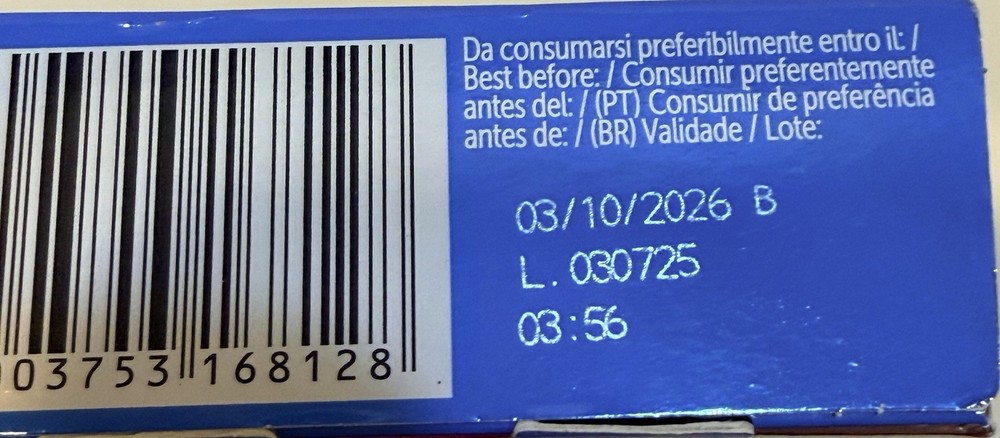 Da consumarsi preferibilmente entro il: /
Best before: / Consumir preferentemente
antes del: / (PT) Consumir de preferência
antes de: / (BR) Validade / Lote:
03/10/2026 B
L. 030725
03:56
03753 168128